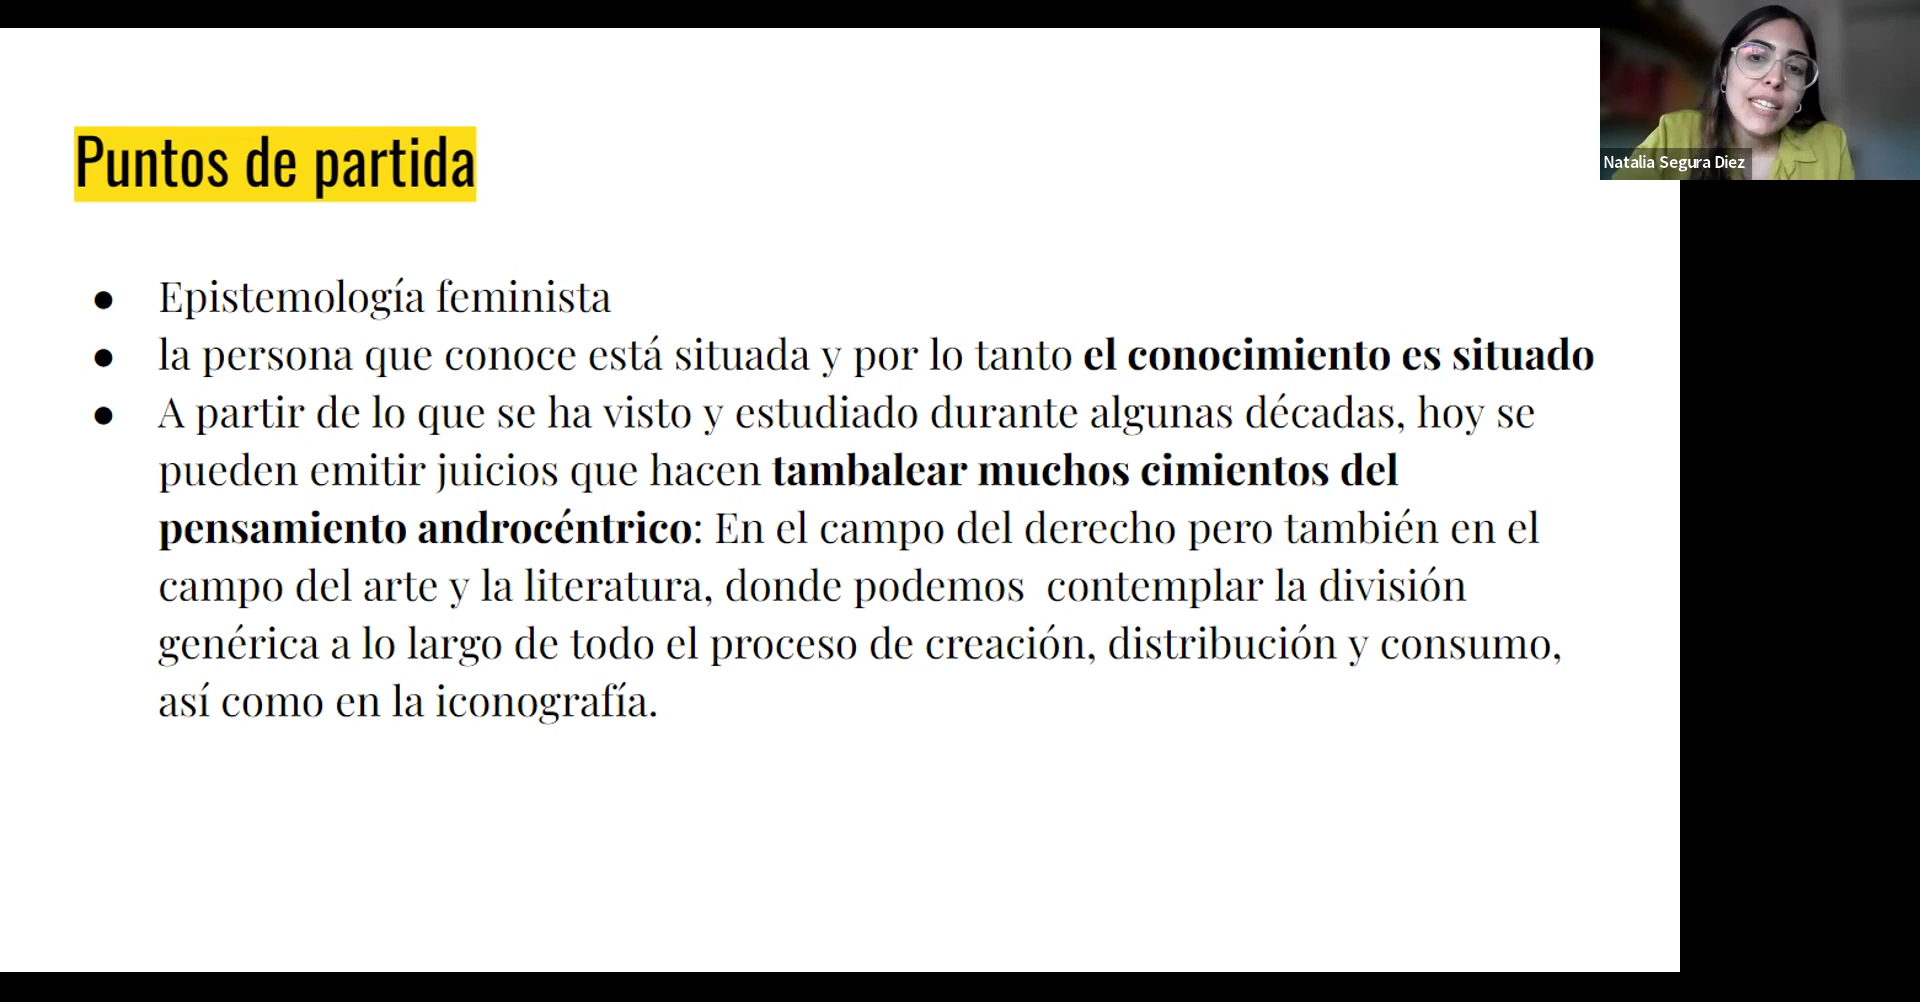 Puntos de partida
● Epistemología feminista
● la persona que conoce está situada y por lo tanto el conocimiento es situado
● A partir de lo que se ha visto y estudiado durante algunas décadas, hoy se
pueden emitir juicios que hacen tambalear muchos cimientos del
pensamiento androcéntrico: En el campo del derecho pero también en el
campo del arte y la literatura, donde podemos  contemplar la división
genérica a lo largo de todo el proceso de creación, distribución y consumo,
así como en la iconografía.
Natalia Segura Diez